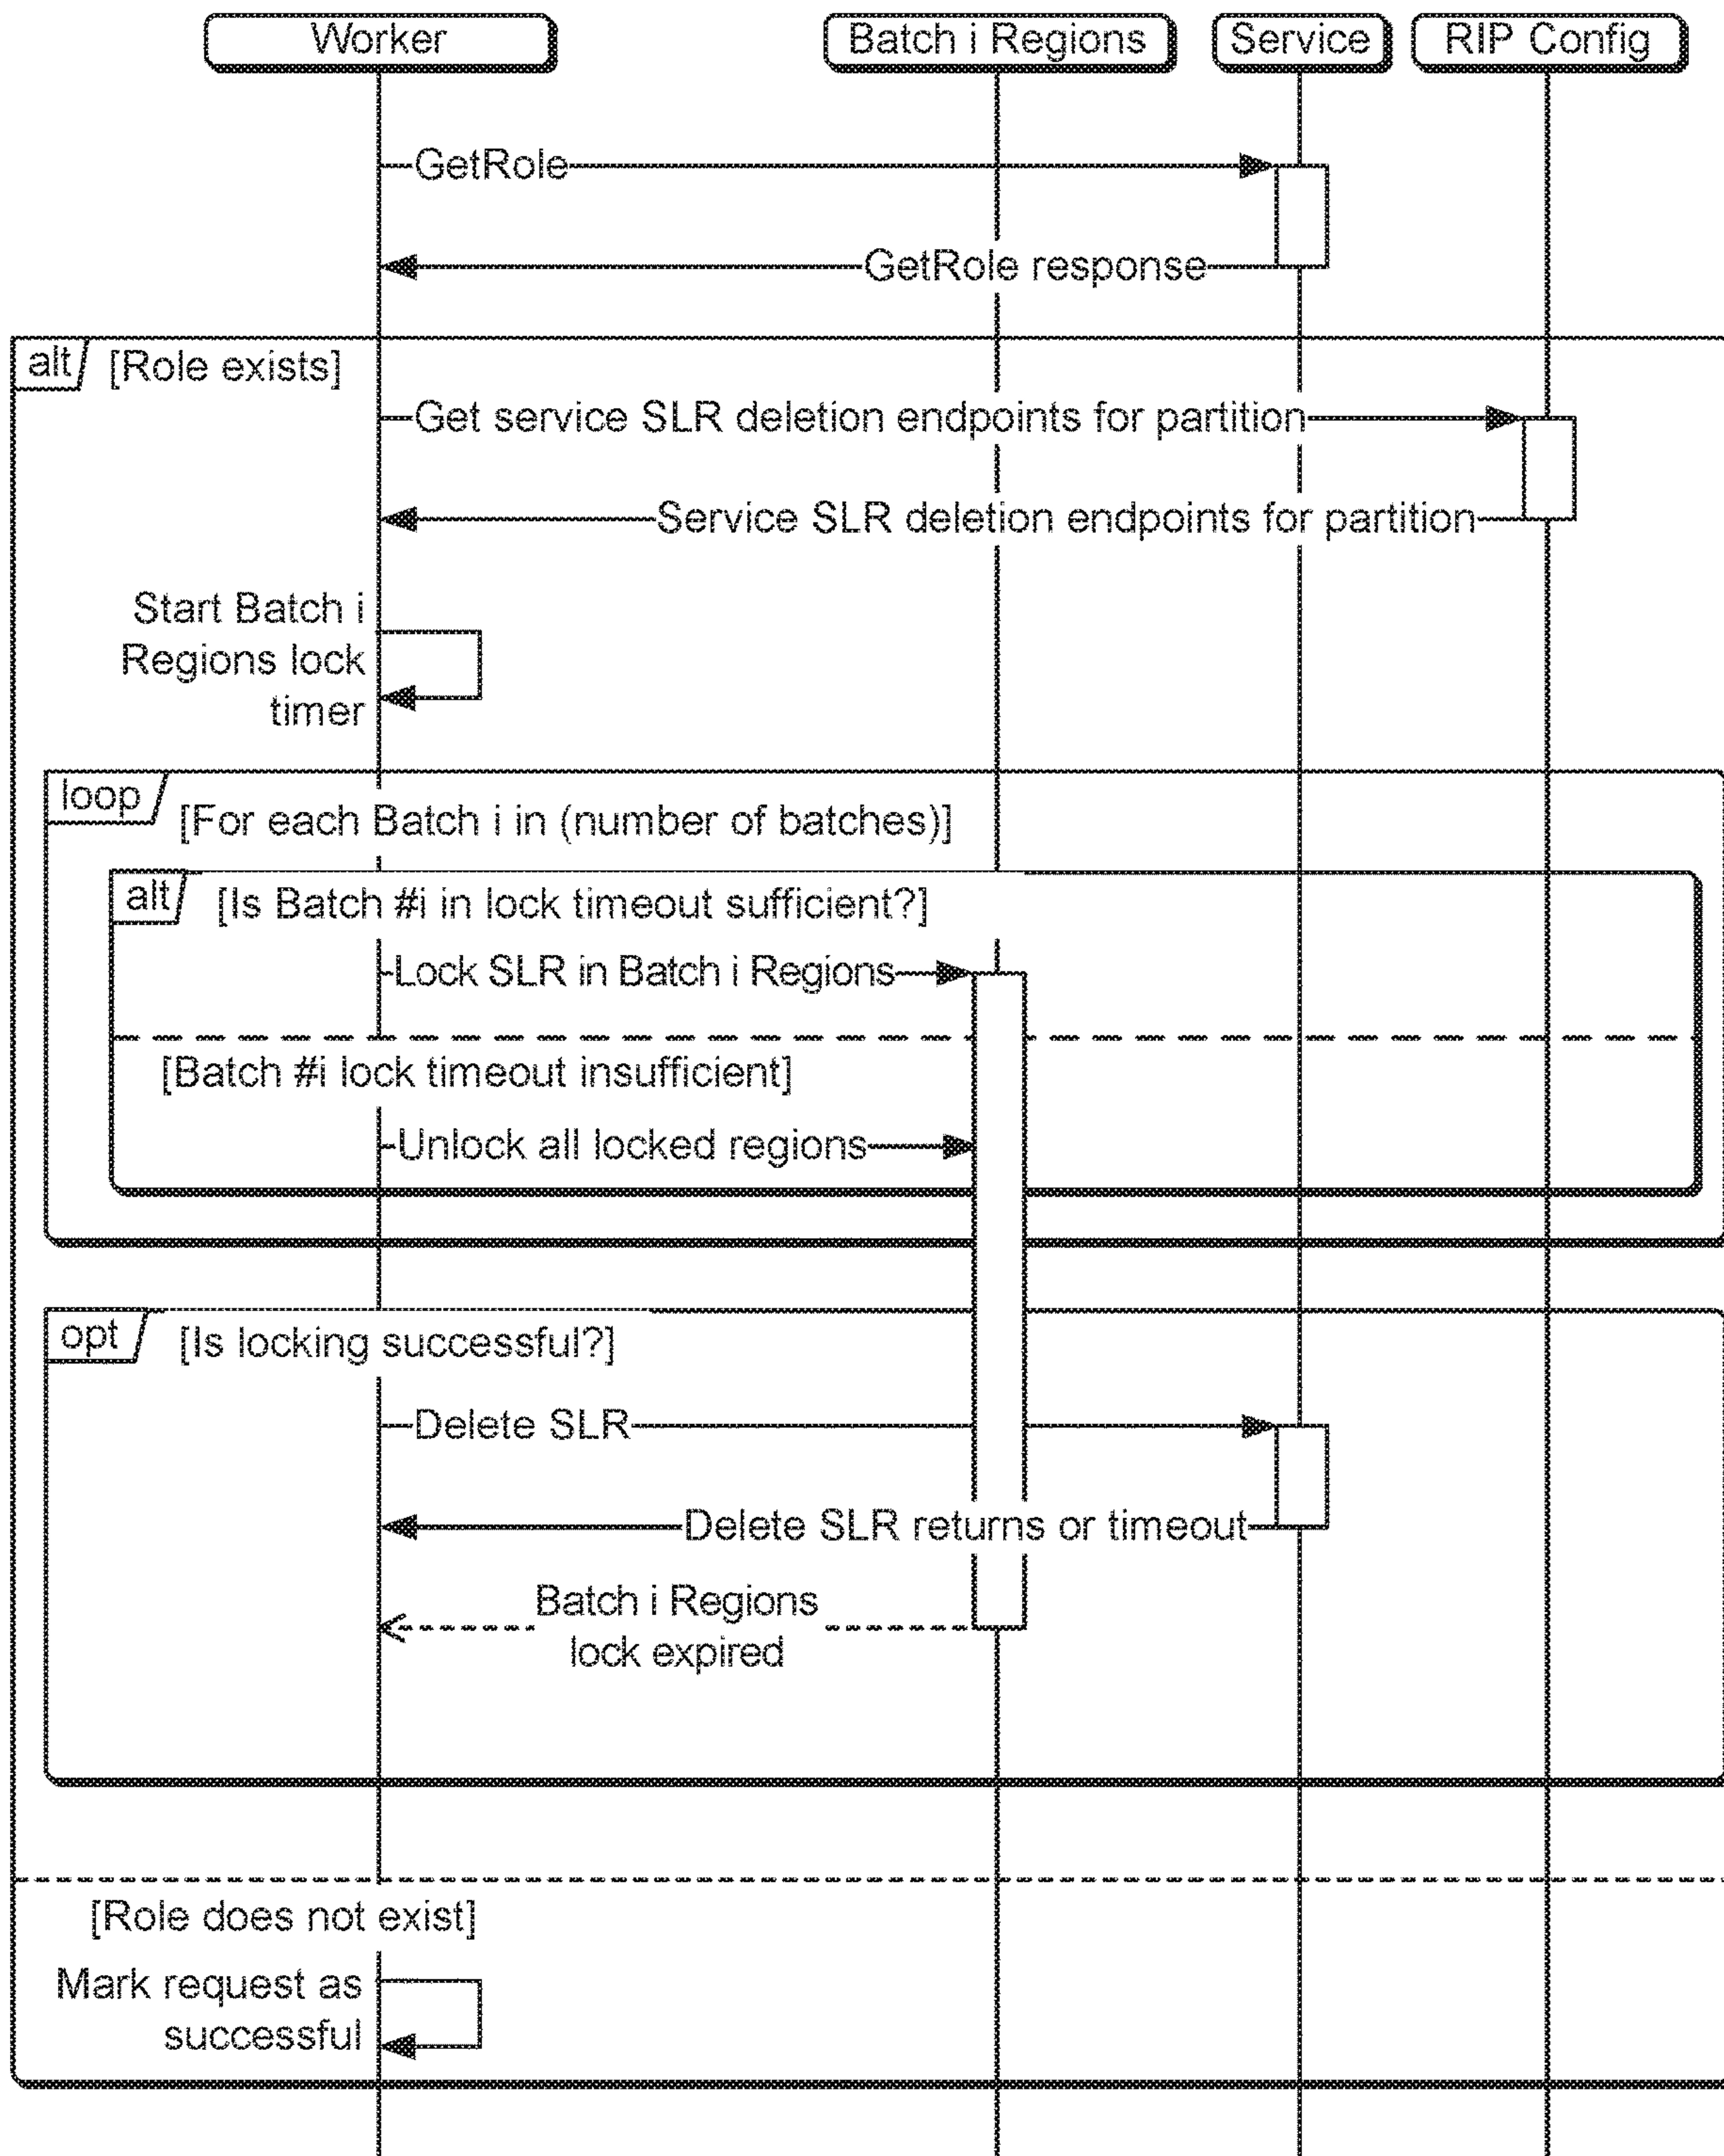 Worker
Batch i Regions
Service
RIP Config
GetRole
GetRole response
alt
[Role exists]
Get service SLR deletion endpoints for partition
Service SLR deletion endpoints for partition
Start Batch i
Regions lock
timer
loop
[For each Batch i in (number of batches)]
alt
[Is Batch #i in lock timeout sufficient?]
Lock SLR in Batch i Regions
[Batch #i lock timeout insufficient]
Unlock all locked regions
opt
[Is locking successful?]
Delete SLR
Delete SLR returns or timeout
Batch i Regions
lock expired
[Role does not exist]
Mark request as
successful